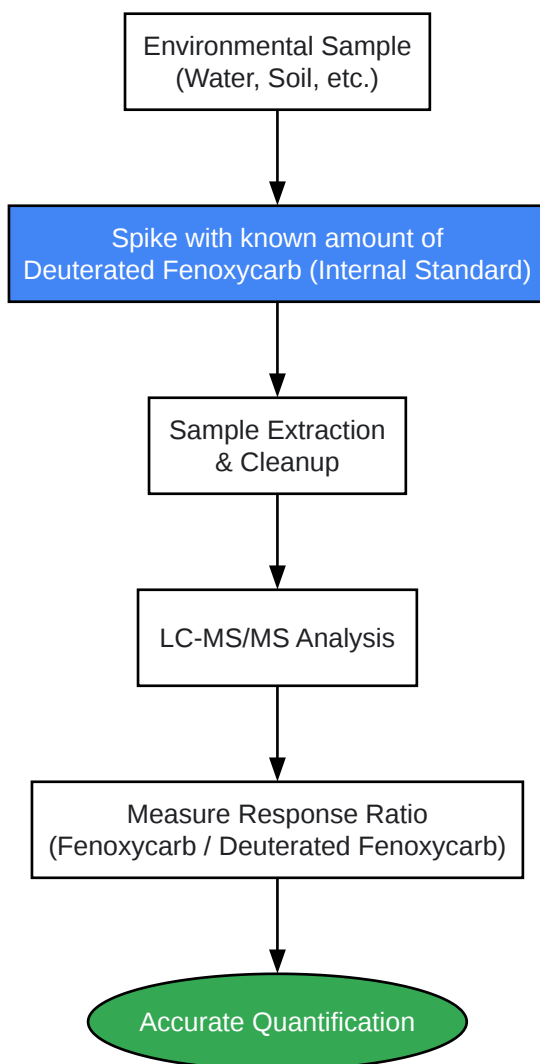 Environmental Sample
(Water, Soil, etc.)
Spike with known amount of
Deuterated Fenoxycarb (Internal Standard)
Sample Extraction
& Cleanup
LC-MS/MS Analysis
Measure Response Ratio
(Fenoxycarb / Deuterated Fenoxycarb)
Accurate Quantification